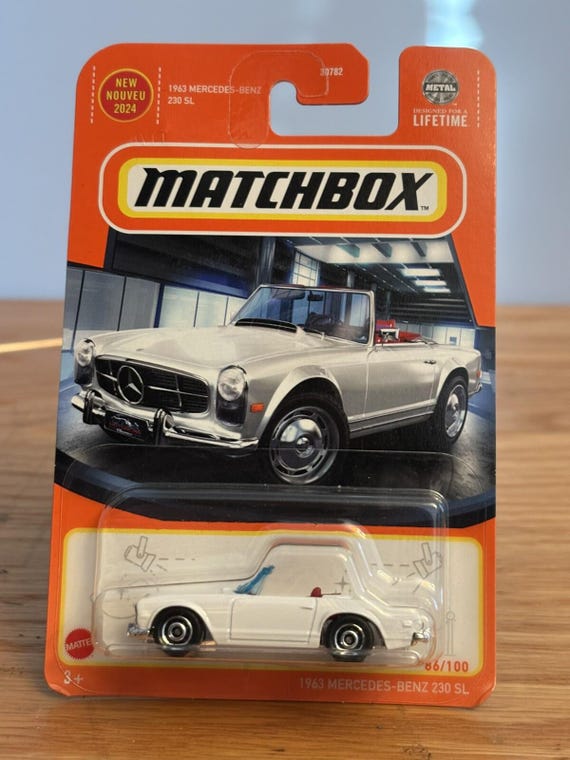 NEW
NOUVEU
2024
1963 MERCEDES-BENZ
230 SL
30782
METAL
DESIGNED FOR A
LIFETIME
MATCHBOX™
MATTEL
3+
86/100
1963 MERCEDES-BENZ 230 SL